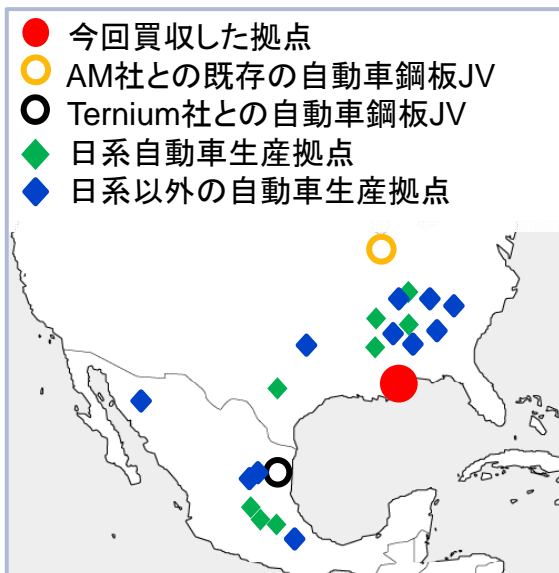 今回買収した拠点
AM社との既存の自動車鋼板JV
Ternium社との自動車鋼板JV
日系自動車生産拠点
日系以外の自動車生産拠点